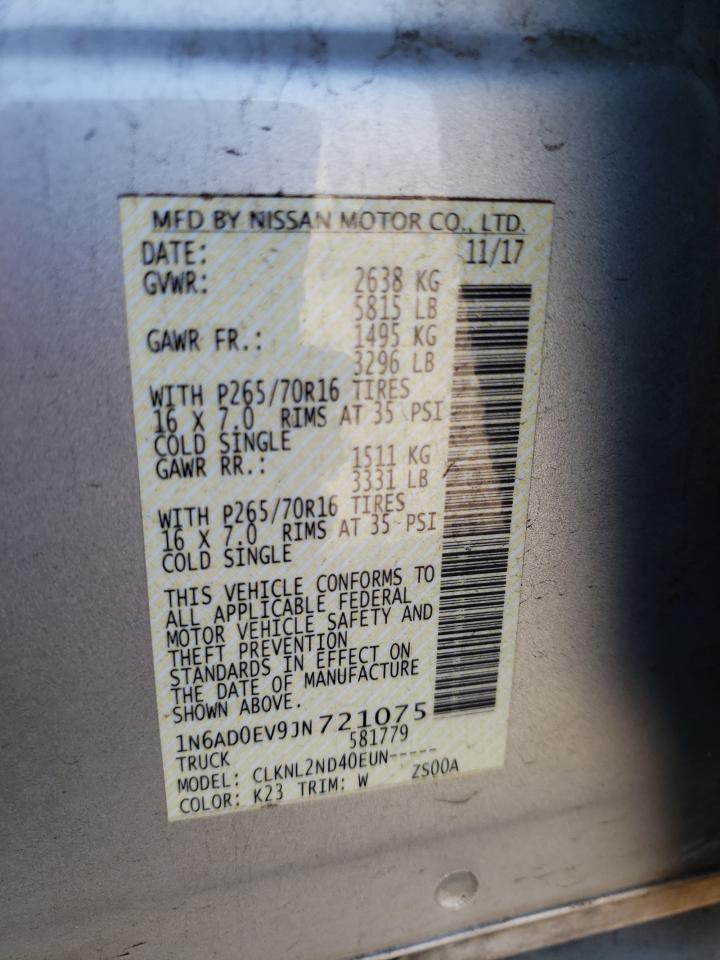 MFD BY NISSAN MOTOR CO., LTD.
DATE: 11/17
GVWR: 2638 KG
5815 LB
GAWR FR.: 1495 KG
3296 LB
WITH P265/70R16 TIRES
16 X 7.0 RIMS AT 35 PSI
COLD SINGLE
GAWR RR.: 1511 KG
3331 LB
WITH P265/70R16 TIRES
16 X 7.0 RIMS AT 35 PSI
COLD SINGLE
THIS VEHICLE CONFORMS TO
ALL APPLICABLE FEDERAL
MOTOR VEHICLE SAFETY AND
THEFT PREVENTION
STANDARDS IN EFFECT ON
THE DATE OF MANUFACTURE
SHOWN ABOVE.
1N6AD0EV9JN721075
TRUCK 581779
MODEL: CLKNL2ND40EUN-----
COLOR: K23 TRIM: W ZS00A